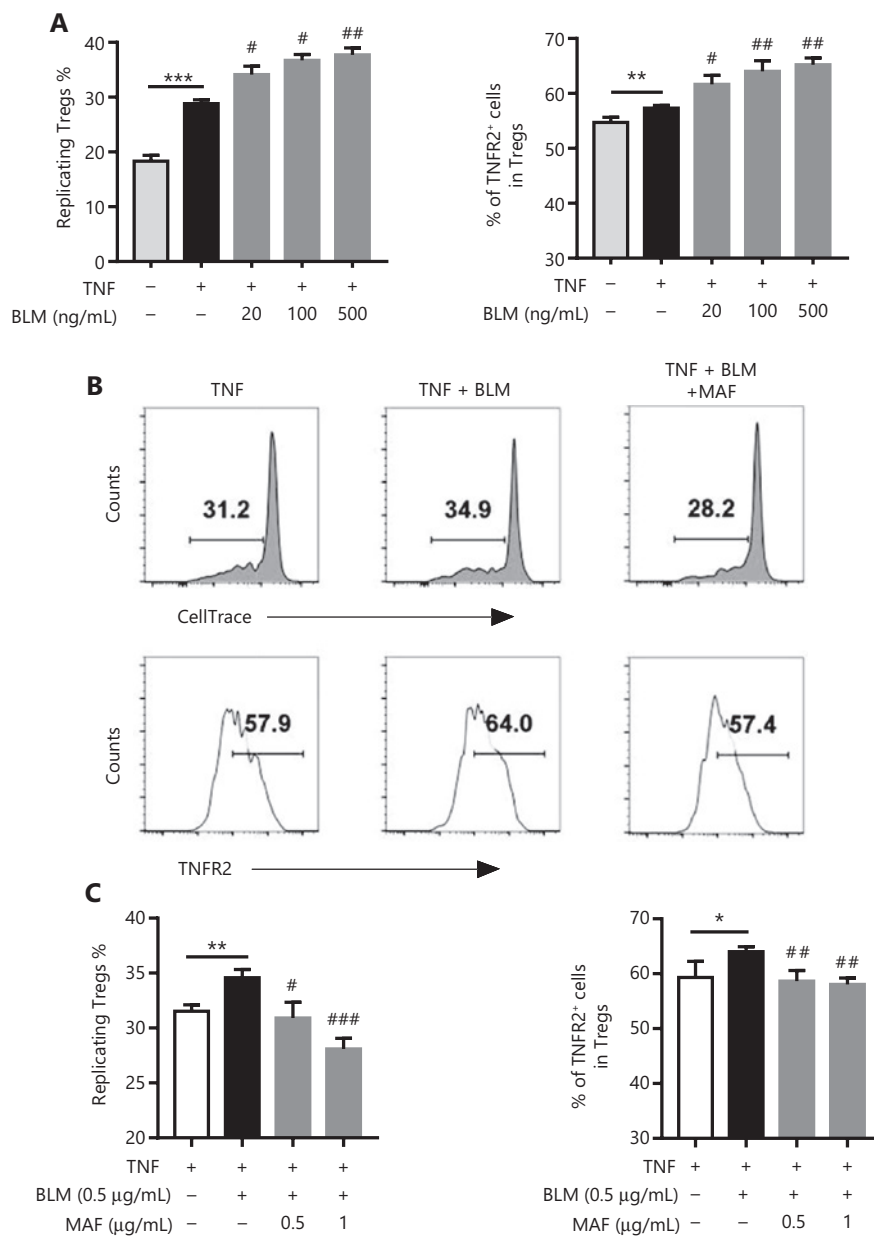 A
Replicating Tregs %
40
30
20
10
0
***
#
#
##
TNF – + + + +
BLM (ng/mL) – – 20 100 500
% of TNFR2⁺ cells
in Tregs
70
60
50
40
30
**
#
##
##
TNF – + + + +
BLM (ng/mL) – – 20 100 500
B
TNF
TNF + BLM
TNF + BLM
+MAF
Counts
31.2
34.9
28.2
CellTrace
Counts
57.9
64.0
57.4
TNFR2
C
Replicating Tregs %
40
35
30
25
20
**
#
###
TNF + + + +
BLM (0.5 μg/mL) – + + +
MAF (μg/mL) – – 0.5 1
% of TNFR2⁺ cells
in Tregs
70
60
50
40
30
*
##
##
TNF + + + +
BLM (0.5 μg/mL) – + + +
MAF (μg/mL) – – 0.5 1